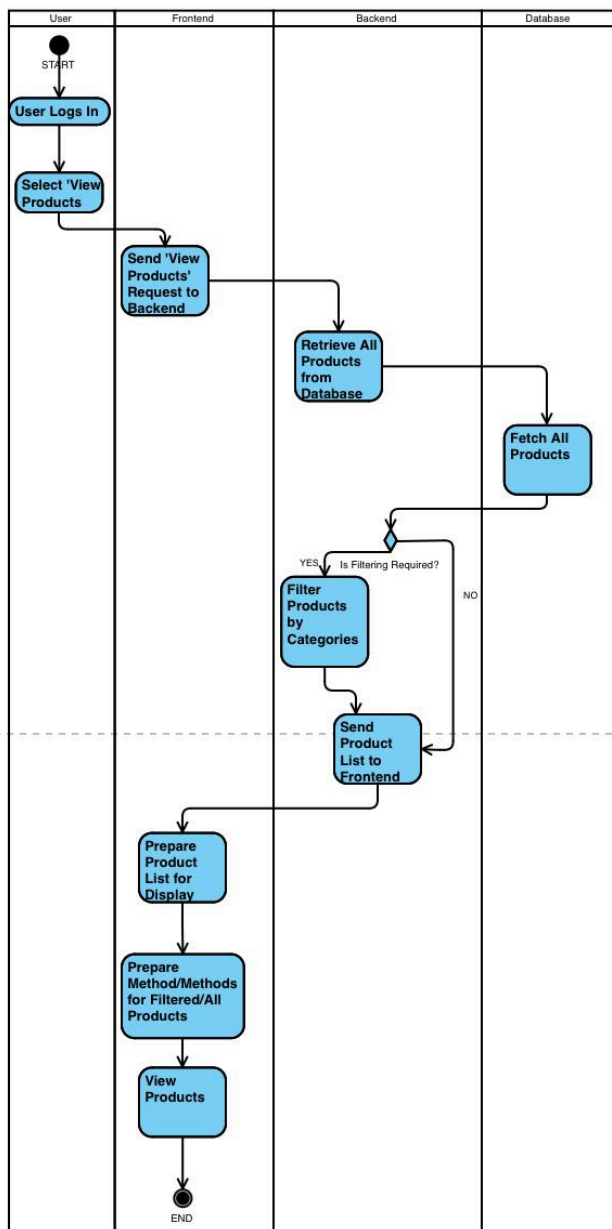 User
Frontend
Backend
Database
START
User Logs In
Select 'View
Products
Send 'View
Products'
Request to
Backend
Retrieve All
Products
from
Database
Fetch All
Products
YES
Is Filtering Required?
NO
Filter
Products
by
Categories
Send
Product
List to
Frontend
Prepare
Product
List for
Display
Prepare
Method/Methods
for Filtered/All
Products
View
Products
END